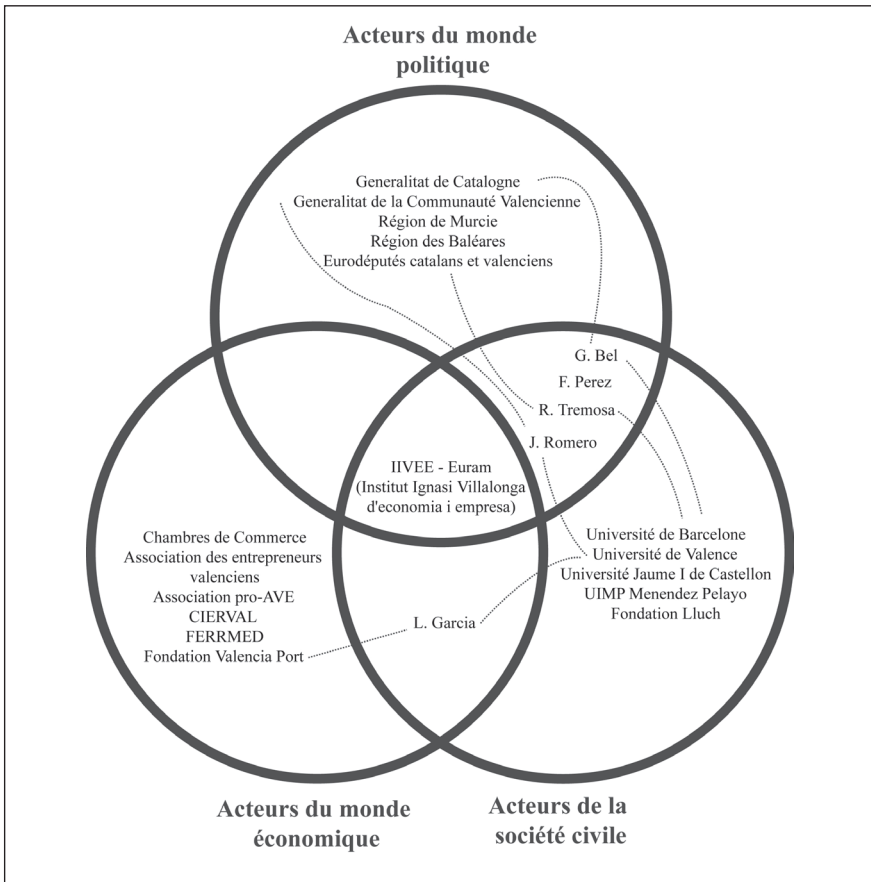 Acteurs du monde
politique
Generalitat de Catalogne
Generalitat de la Communauté Valencienne
Région de Murcie
Région des Baléares
Eurodéputés catalans et valenciens
G. Bel
F. Perez
R. Tremosa
J. Romero
IIVEE - Euram
(Institut Ignasi Villalonga
d'economia i empresa)
Chambres de Commerce
Association des entrepreneurs
valenciens
Association pro-AVE
CIERVAL
FERRMED
Fondation Valencia Port
L. Garcia
Université de Barcelone
Université de Valence
Université Jaume I de Castellon
UIMP Menendez Pelayo
Fondation Lluch
Acteurs du monde
économique
Acteurs de la
société civile